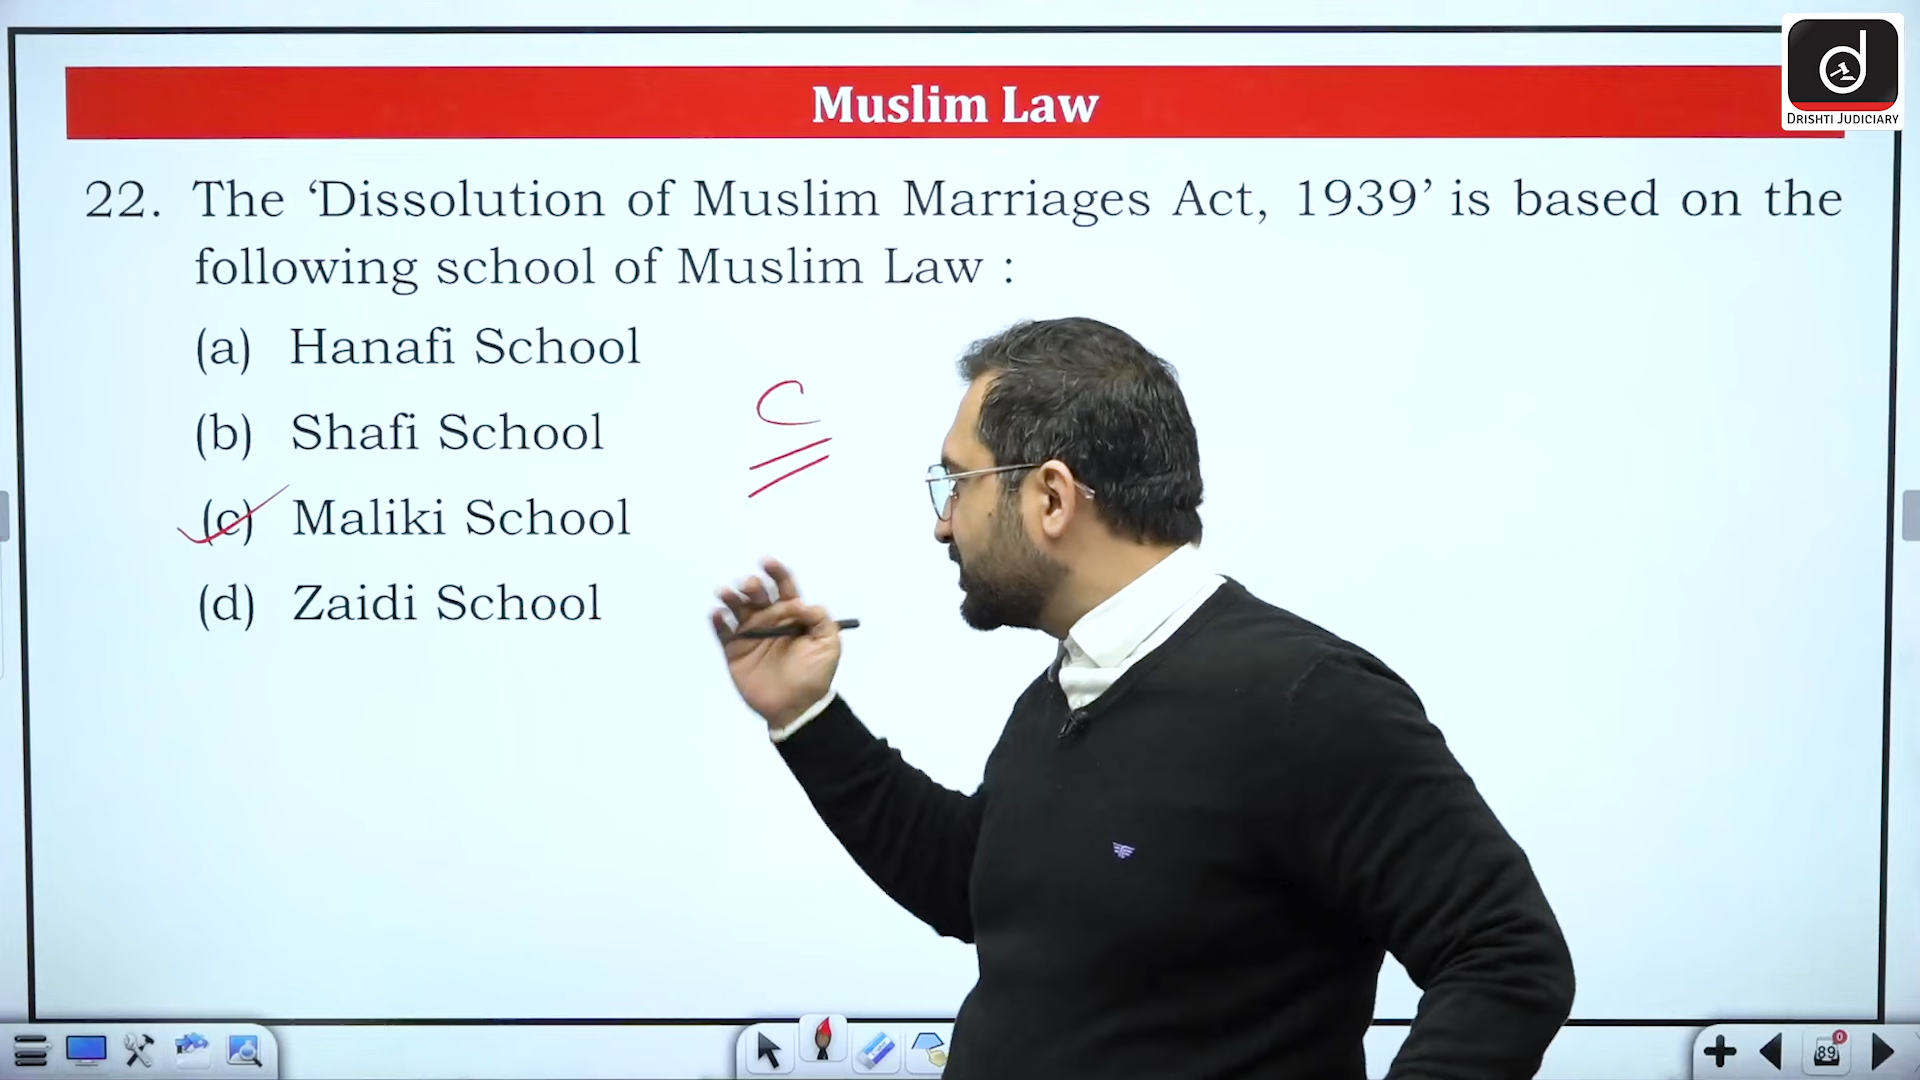 Muslim Law
DRISHTI JUDICIARY
22. The ‘Dissolution of Muslim Marriages Act, 1939’ is based on the
following school of Muslim Law :
(a) Hanafi School
(b) Shafi School
C
(c) Maliki School
(d) Zaidi School
89
0